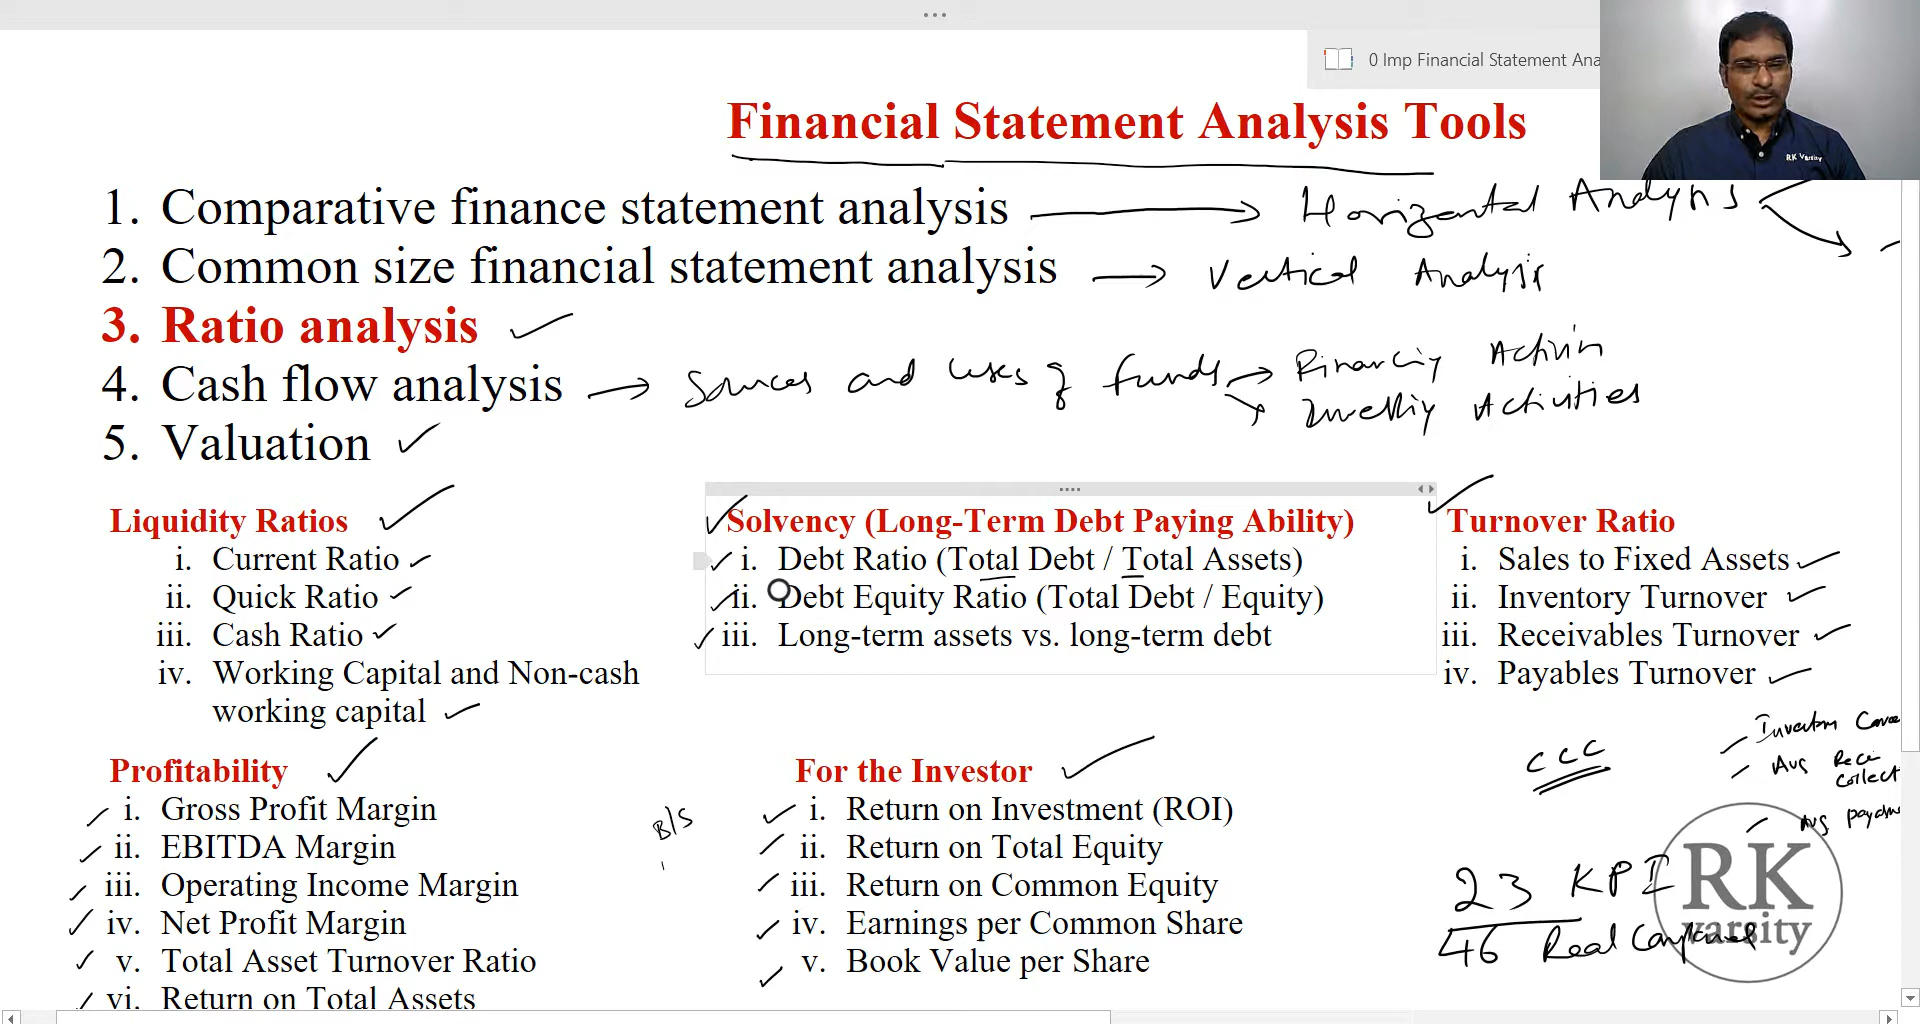 0 Imp Financial Statement Ana
Financial Statement Analysis Tools
RK Varsity
1. Comparative finance statement analysis → Horizontal Analysis
2. Common size financial statement analysis → Vertical Analysis
3. Ratio analysis
4. Cash flow analysis → Sources and uses of funds
Financing
Activities
5. Valuation
Liquidity Ratios
i. Current Ratio
ii. Quick Ratio
iii. Cash Ratio
iv. Working Capital and Non-cash
working capital
Solvency (Long-Term Debt Paying Ability)
i. Debt Ratio (Total Debt / Total Assets)
ii. Debt Equity Ratio (Total Debt / Equity)
iii. Long-term assets vs. long-term debt
Turnover Ratio
i. Sales to Fixed Assets
ii. Inventory Turnover
iii. Receivables Turnover
iv. Payables Turnover
CCC
Avg
Collect
Avg
Profitability
i. Gross Profit Margin
ii. EBITDA Margin
iii. Operating Income Margin
iv. Net Profit Margin
v. Total Asset Turnover Ratio
vi. Return on Total Assets
B/S
For the Investor
i. Return on Investment (ROI)
ii. Return on Total Equity
iii. Return on Common Equity
iv. Earnings per Common Share
v. Book Value per Share
23 KPI
46 Real
RK
varsity